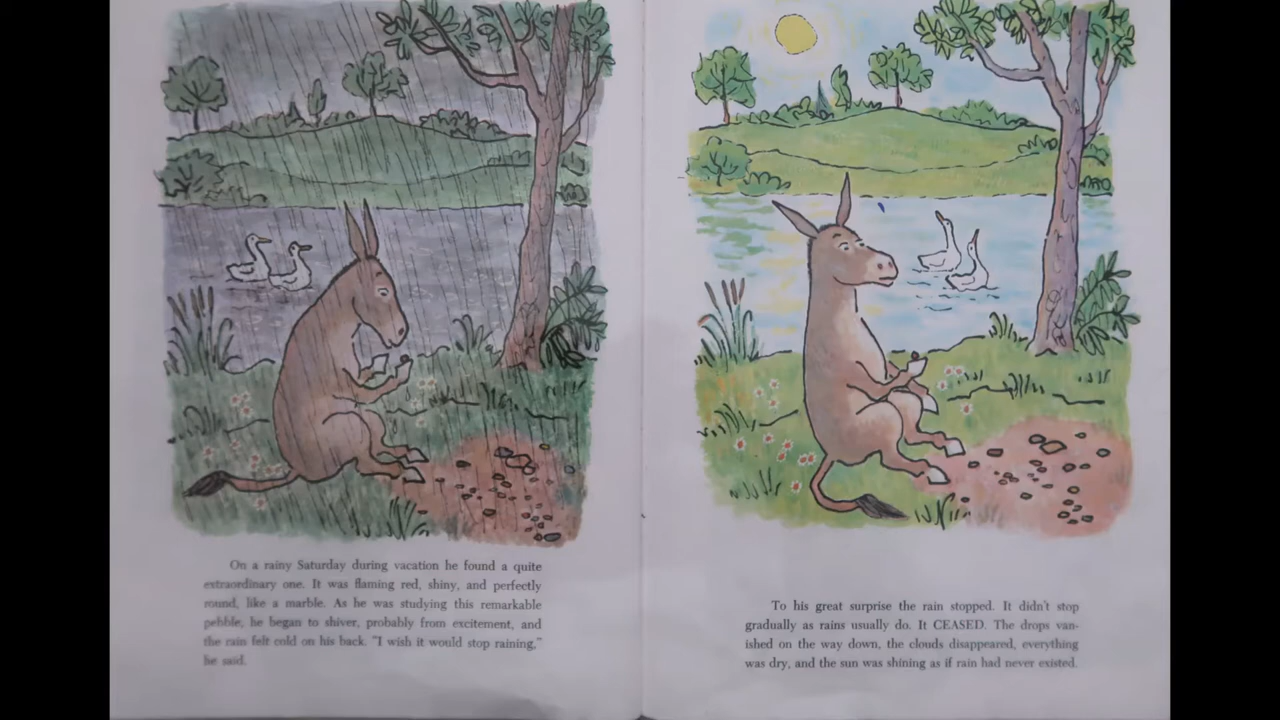 On a rainy Saturday during vacation he found a quite
extraordinary one. It was flaming red, shiny, and perfectly
round, like a marble. As he was studying this remarkable
pebble, he began to shiver, probably from excitement, and
the rain felt cold on his back. "I wish it would stop raining,"
he said.
To his great surprise the rain stopped. It didn't stop
gradually as rains usually do. It CEASED. The drops van-
ished on the way down, the clouds disappeared, everything
was dry, and the sun was shining as if rain had never existed.